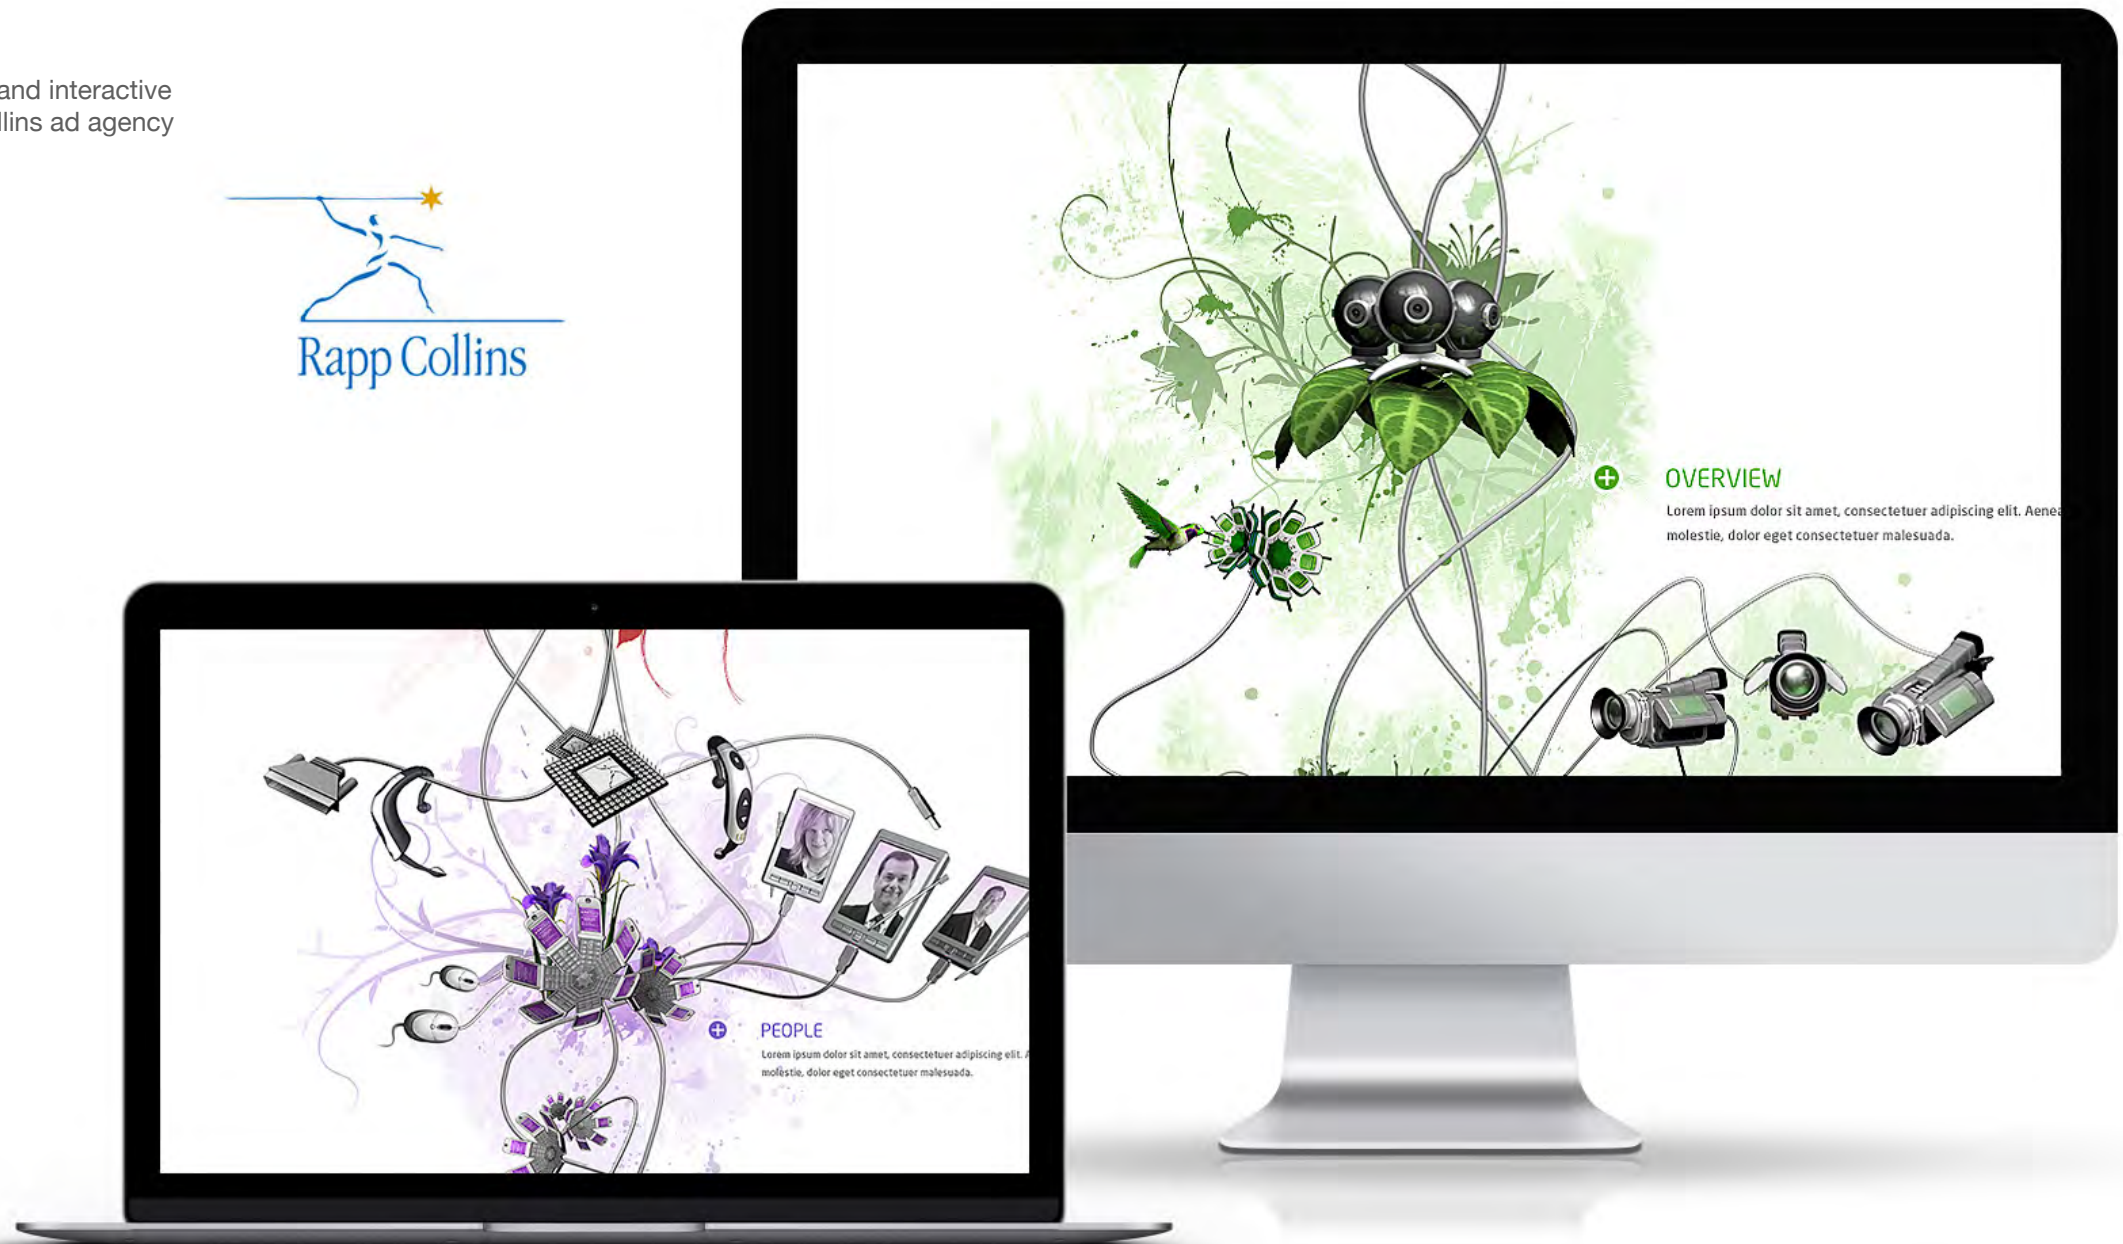 and interactive
llins ad agency
Rapp Collins
OVERVIEW
Lorem ipsum dolor sit amet, consectetuer adipiscing elit. Aenea
molestie, dolor eget consectetuer malesuada.
PEOPLE
Lorem ipsum dolor sit amet, consectetuer adipiscing elit. A
molestie, dolor eget consectetuer malesuada.